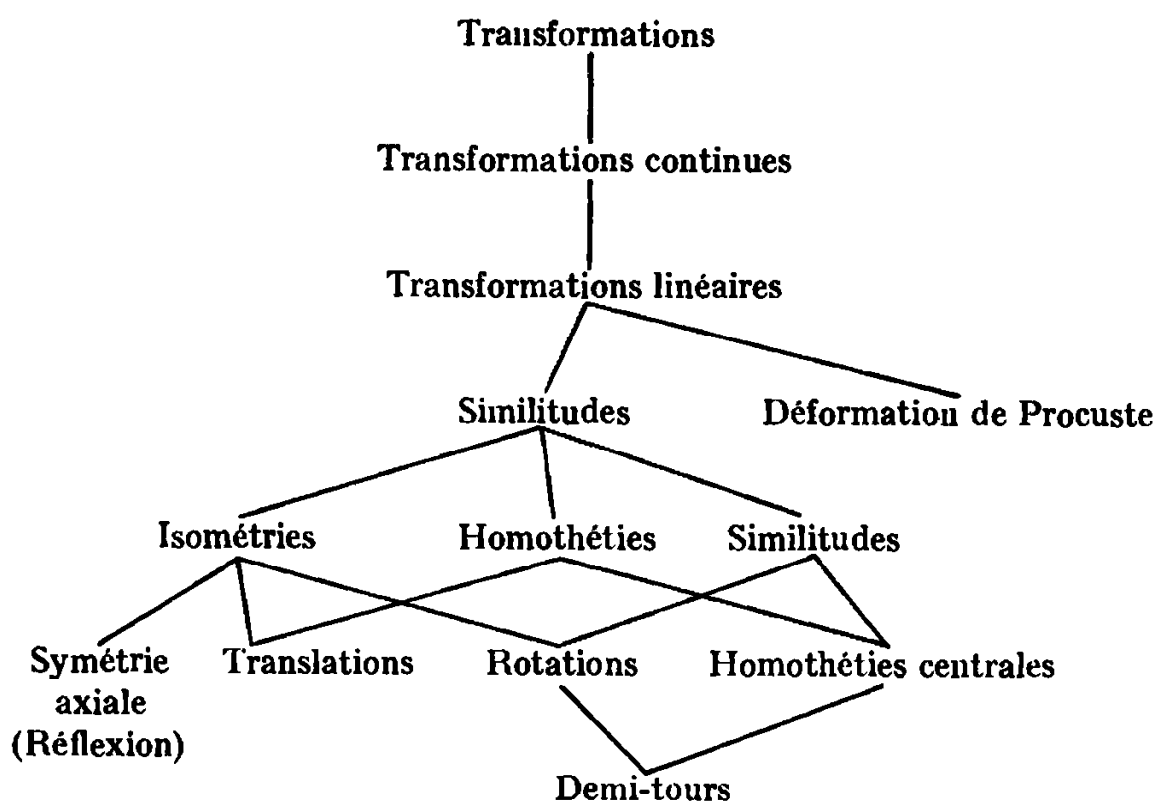 Transformations
Transformations continues
Transformations linéaires
Similitudes
Déformation de Procuste
Isométries
Homothéties
Similitudes
Symétrie
axiale
(Réflexion)
Translations
Rotations
Homothéties centrales
Demi-tours